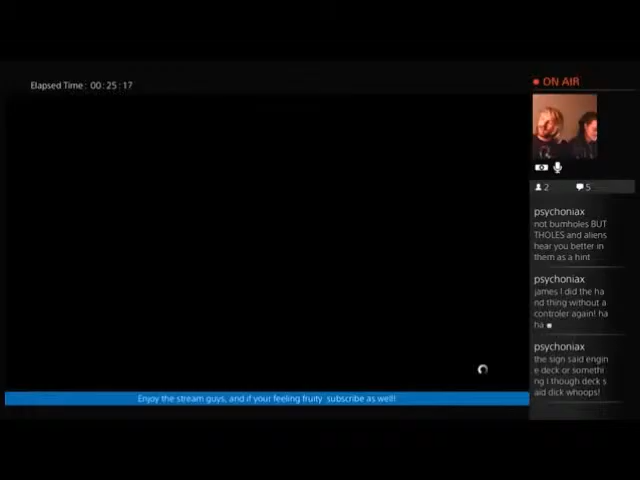 Elapsed Time: 00:25:17
ON AIR
2
5
psychoniax
not bumholes BUT
THOLES and aliens
hear you better in
them as a hint
psychoniax
james I did the ha
nd thing without a
controler again! ha
ha
psychoniax
the sign said engin
e deck or somethi
ng I though deck s
aid dick whoops!
Enjoy the stream guys, and if your feeling fruity subscribe as well!